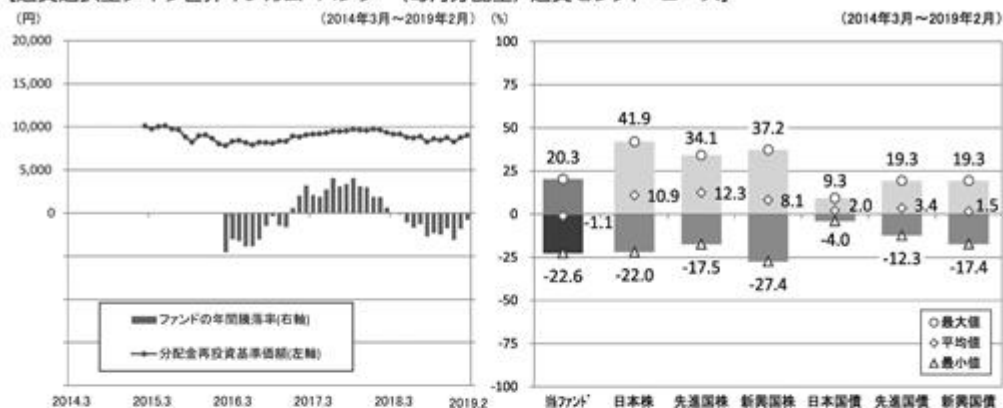 (円)
(2014年3月~2019年2月)
20,000
15,000
10,000
5,000
0
ファンドの年間騰落率(右軸)
分配金再投資基準価額(左軸)
2014.3 2015.3 2016.3 2017.3 2018.3 2019.2
(%)
(2014年3月~2019年2月)
100
75
50
25
0
-25
-50
-75
-100
20.3 41.9 34.1 37.2 9.3 19.3 19.3
-1.1 10.9 12.3 8.1 2.0 3.4 1.5
-22.6 -22.0 -17.5 -27.4 -4.0 -12.3 -17.4
最大値
平均値
最小値
当ファンド 日本株 先進国株 新興国株 日本国債 先進国債 新興国債